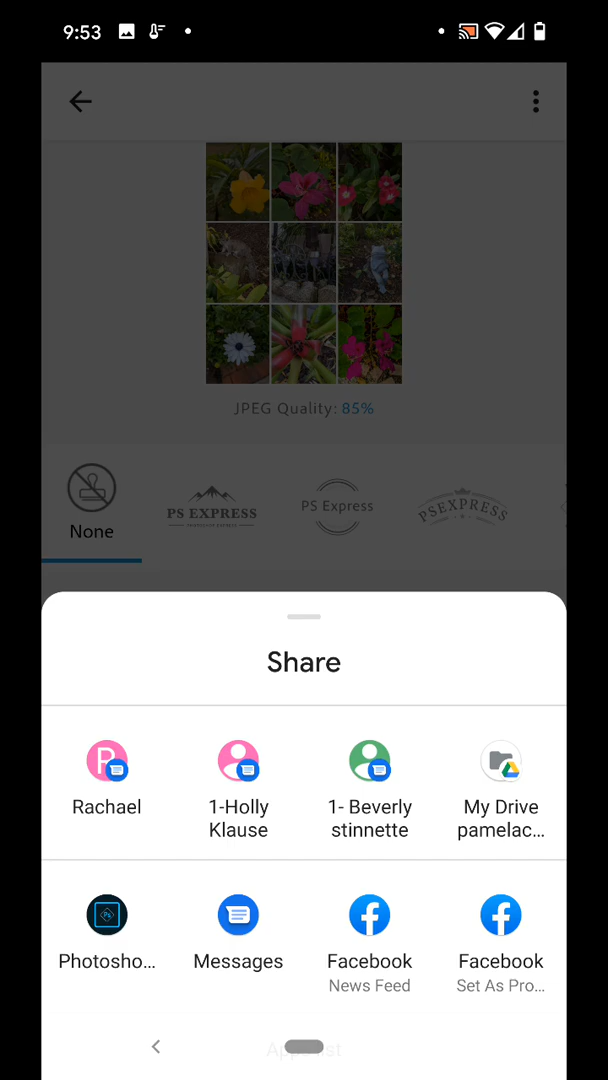 9:53
JPEG Quality: 85%
None
PS EXPRESS
PS Express
PSEXPRESS
Share
Rachael
1-Holly
Klause
1- Beverly
stinnette
My Drive
pamelac...
Photosho...
Messages
Facebook
News Feed
Facebook
Set As Pro...